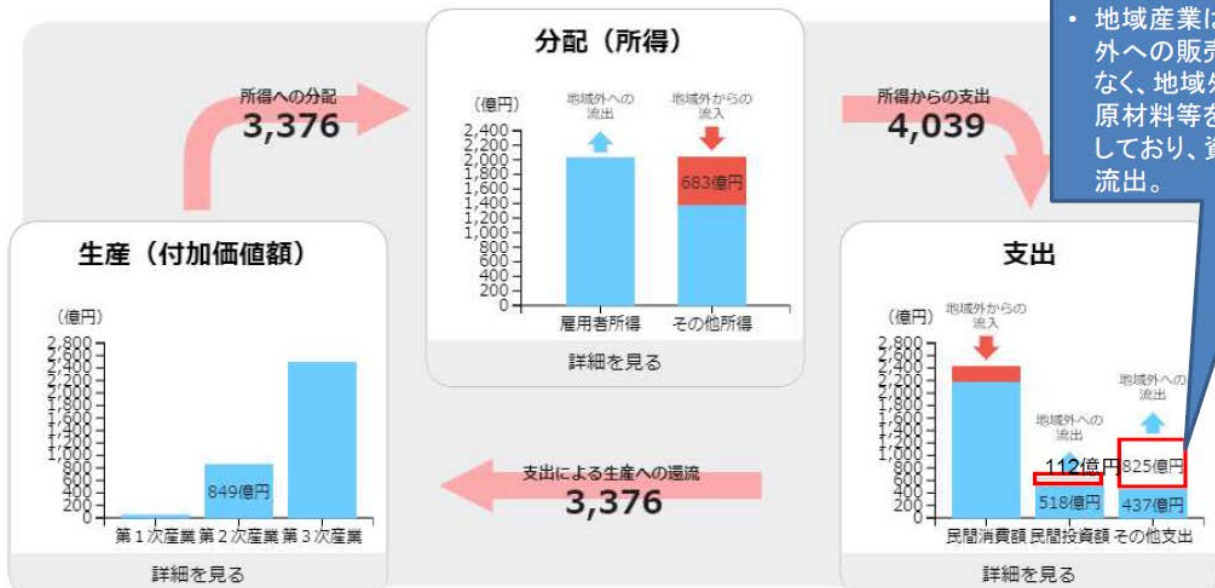 • 地域産業は
外への販売
なく、地域外
原材料等を
しており、資
流出。
分配（所得）
所得への分配
3,376
（億円）
地域外への
流出
地域外からの
流入
2,400
2,200
2,000
1,800
1,600
1,400
1,200
1,000
800
600
400
200
0
683億円
雇用者所得 その他所得
詳細を見る
所得からの支出
4,039
生産（付加価値額）
（億円）
2,800
2,600
2,400
2,200
2,000
1,800
1,600
1,400
1,200
1,000
800
600
400
200
0
849億円
第１次産業 第２次産業 第３次産業
詳細を見る
支出による生産への還流
3,376
支出
（億円）
地域外からの
流入
2,800
2,600
2,400
2,200
2,000
1,800
1,600
1,400
1,200
1,000
800
600
400
200
0
地域外への
流出
地域外への
流出
112億円
825億円
518億円
437億円
民間消費額 民間投資額 その他支出
詳細を見る